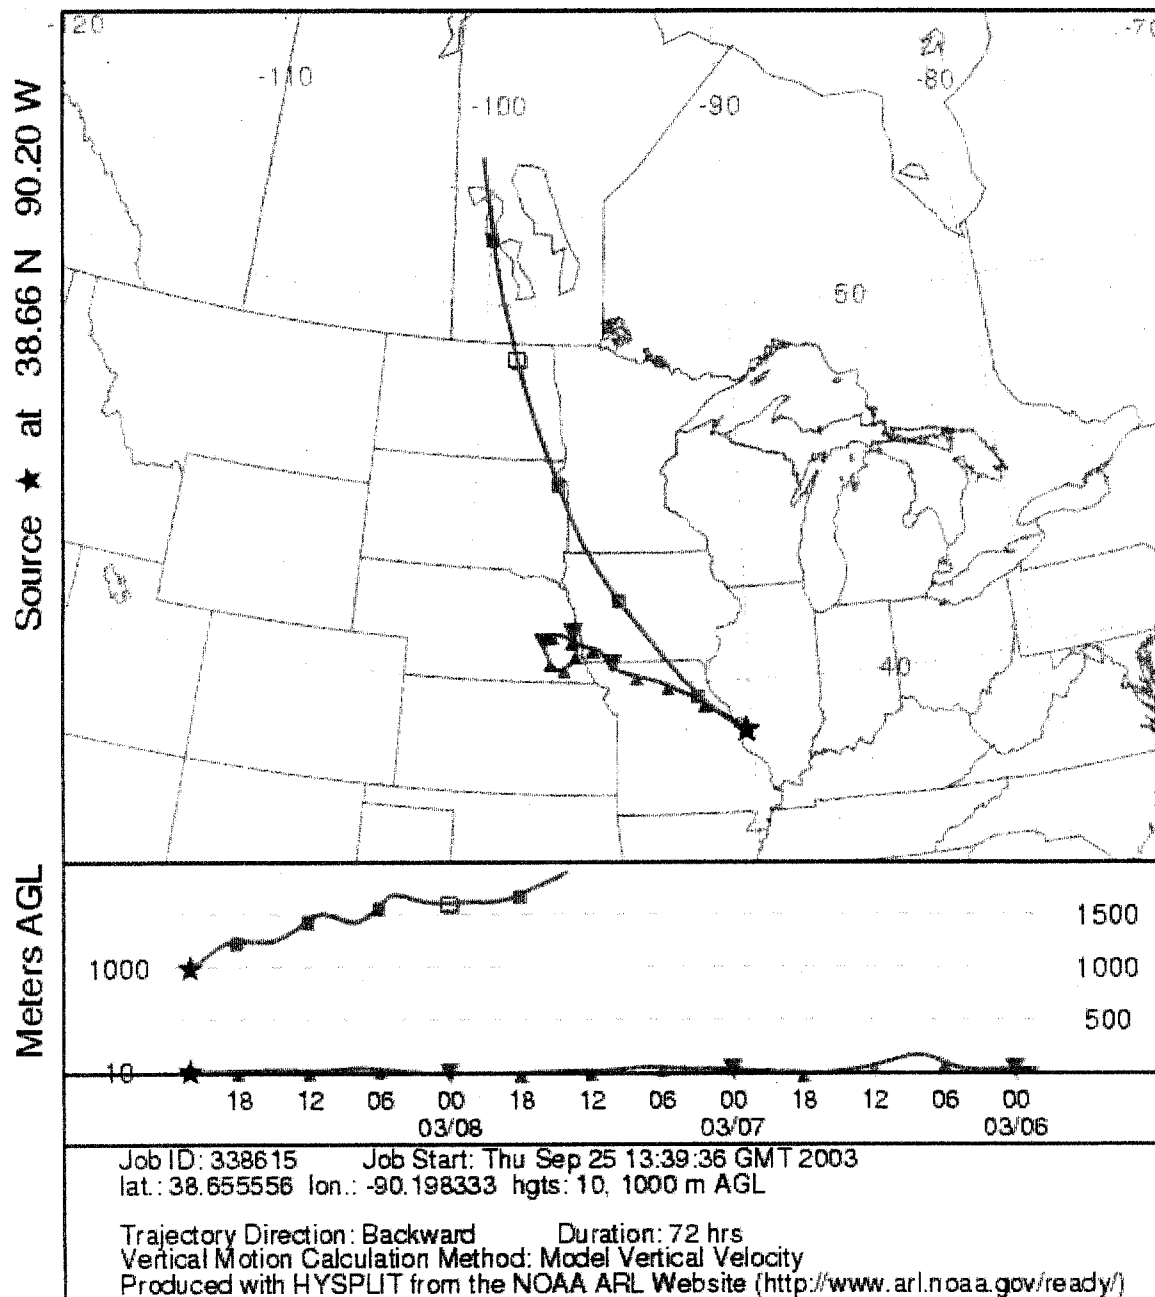 -120
-70
-110
-80
-100
-90
50
40
Source ★ at 38.66 N 90.20 W
Meters AGL
1500
1000
1000
500
10
18 12 06 00 18 12 06 00 18 12 06 00
03/08 03/07 03/06
Job ID: 338615 Job Start: Thu Sep 25 13:39:36 GMT 2003
lat.: 38.655556 lon.: -90.198333 hgts: 10, 1000 m AGL
Trajectory Direction: Backward Duration: 72 hrs
Vertical Motion Calculation Method: Model Vertical Velocity
Produced with HYSPLIT from the NOAA ARL Website (http://www.arl.noaa.gov/ready/)